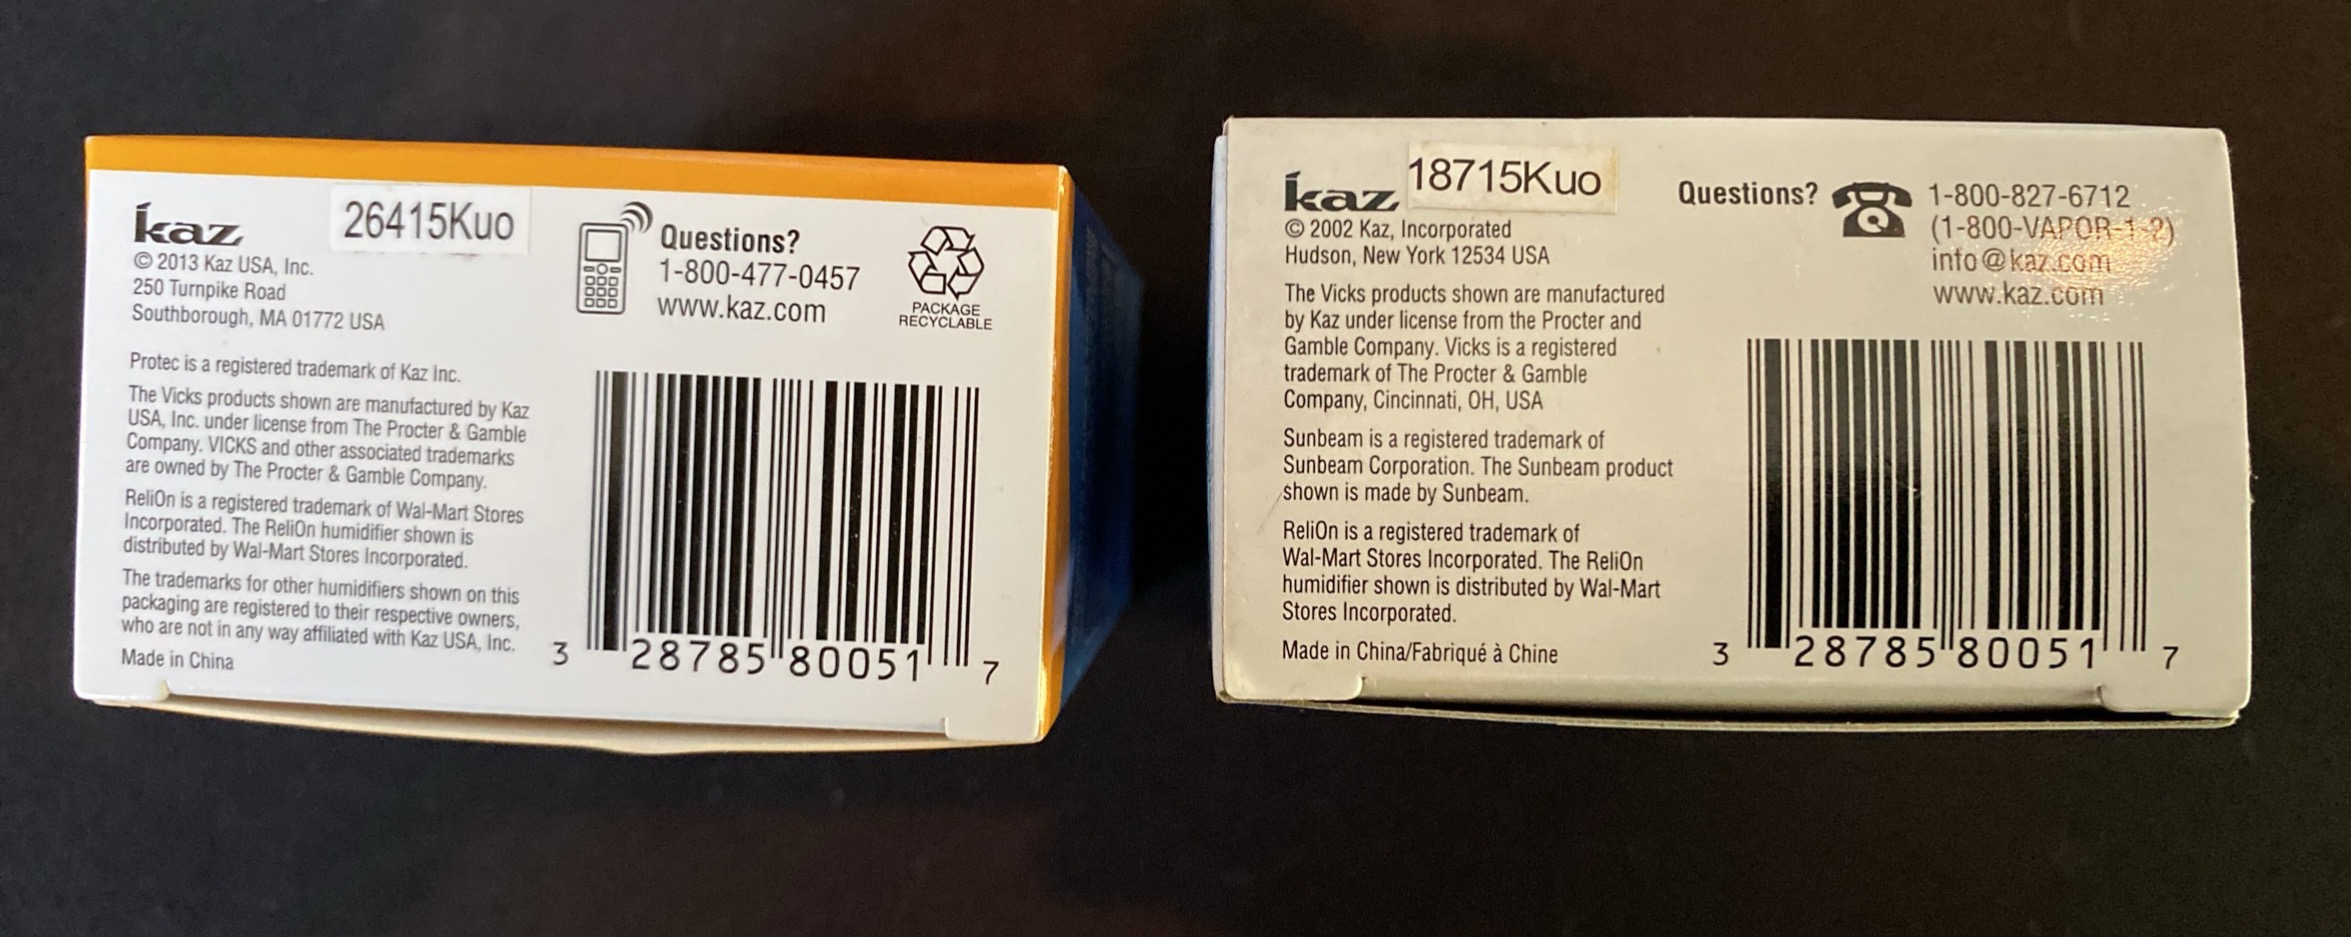 kaz
26415Kuo
© 2013 Kaz USA, Inc.
250 Turnpike Road
Southborough, MA 01772 USA
Questions?
1-800-477-0457
www.kaz.com
PACKAGE
RECYCLABLE
Protec is a registered trademark of Kaz Inc.
The Vicks products shown are manufactured by Kaz
USA, Inc. under license from The Procter & Gamble
Company. VICKS and other associated trademarks
are owned by The Procter & Gamble Company.
ReliOn is a registered trademark of Wal-Mart Stores
Incorporated. The ReliOn humidifier shown is
distributed by Wal-Mart Stores Incorporated.
The trademarks for other humidifiers shown on this
packaging are registered to their respective owners,
who are not in any way affiliated with Kaz USA, Inc.
Made in China
3 28785 80051 7
kaz
18715Kuo
© 2002 Kaz, Incorporated
Hudson, New York 12534 USA
Questions?
1-800-827-6712
(1-800-VAPOR-1-2)
info@kaz.com
www.kaz.com
The Vicks products shown are manufactured
by Kaz under license from the Procter and
Gamble Company. Vicks is a registered
trademark of The Procter & Gamble
Company, Cincinnati, OH, USA
Sunbeam is a registered trademark of
Sunbeam Corporation. The Sunbeam product
shown is made by Sunbeam.
ReliOn is a registered trademark of
Wal-Mart Stores Incorporated. The ReliOn
humidifier shown is distributed by Wal-Mart
Stores Incorporated.
Made in China/Fabriqué à Chine
3 28785 80051 7